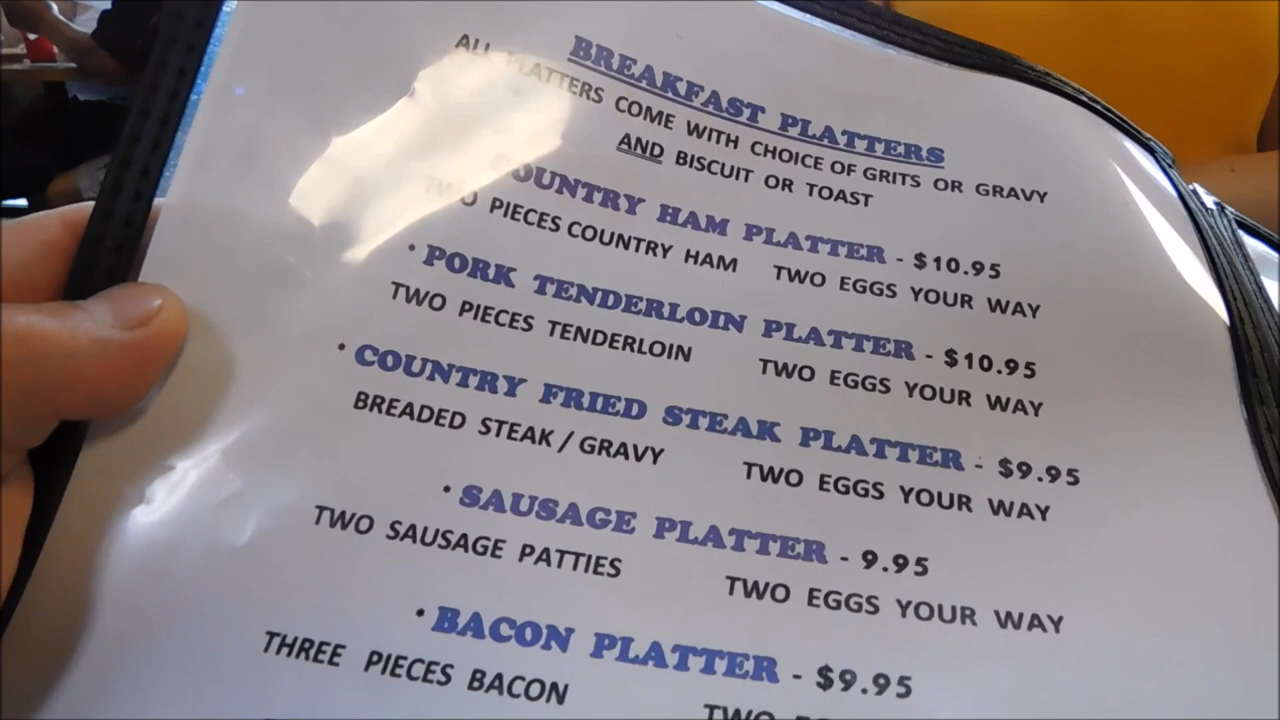 BREAKFAST PLATTERS
ALL PLATTERS COME WITH CHOICE OF GRITS OR GRAVY
AND BISCUIT OR TOAST
COUNTRY HAM PLATTER - $10.95
TWO PIECES COUNTRY HAM TWO EGGS YOUR WAY
· PORK TENDERLOIN PLATTER - $10.95
TWO PIECES TENDERLOIN TWO EGGS YOUR WAY
· COUNTRY FRIED STEAK PLATTER - $9.95
BREADED STEAK / GRAVY TWO EGGS YOUR WAY
· SAUSAGE PLATTER - 9.95
TWO SAUSAGE PATTIES TWO EGGS YOUR WAY
· BACON PLATTER - $9.95
THREE PIECES BACON TWO